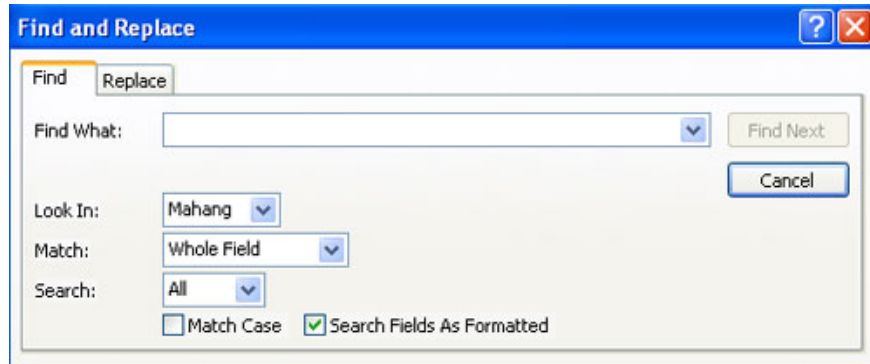 Find and Replace
Find Replace
Find What: Find Next
Cancel
Look In: Mahang
Match: Whole Field
Search: All
Match Case Search Fields As Formatted